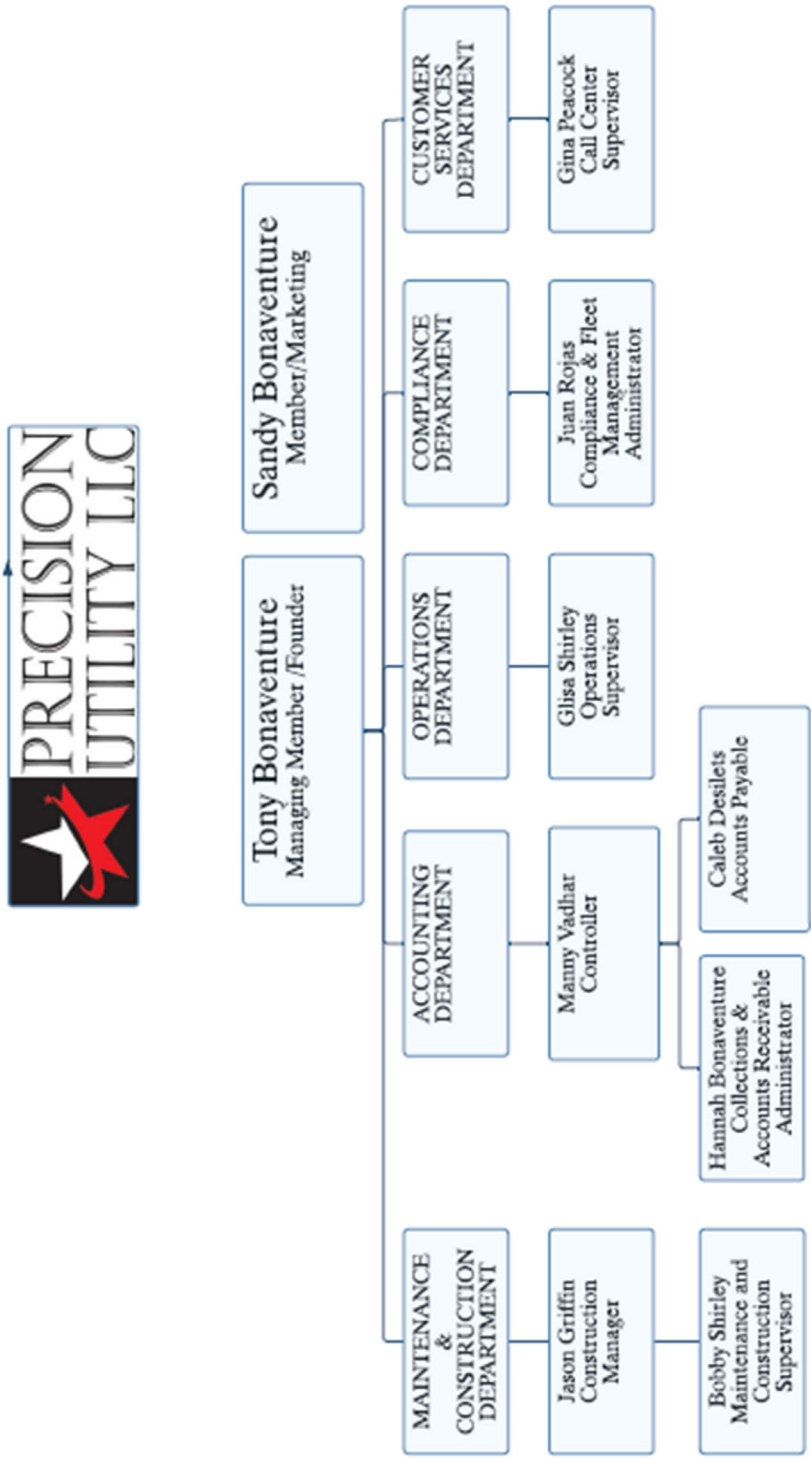 PRECISION
UTILITY LLC
Tony Bonaventure
Managing Member /Founder
Sandy Bonaventure
Member/Marketing
MAINTENANCE
&
CONSTRUCTION
DEPARTMENT
ACCOUNTING
DEPARTMENT
OPERATIONS
DEPARTMENT
COMPLIANCE
DEPARTMENT
CUSTOMER
SERVICES
DEPARTMENT
Jason Griffin
Construction
Manager
Manny Vadhar
Controller
Glisa Shirley
Operations
Supervisor
Juan Rojas
Compliance & Fleet
Management
Administrator
Gina Peacock
Call Center
Supervisor
Bobby Shirley
Maintenance and
Construction
Supervisor
Hannah Bonaventure
Collections &
Accounts Receivable
Administrator
Caleb Desilets
Accounts Payable